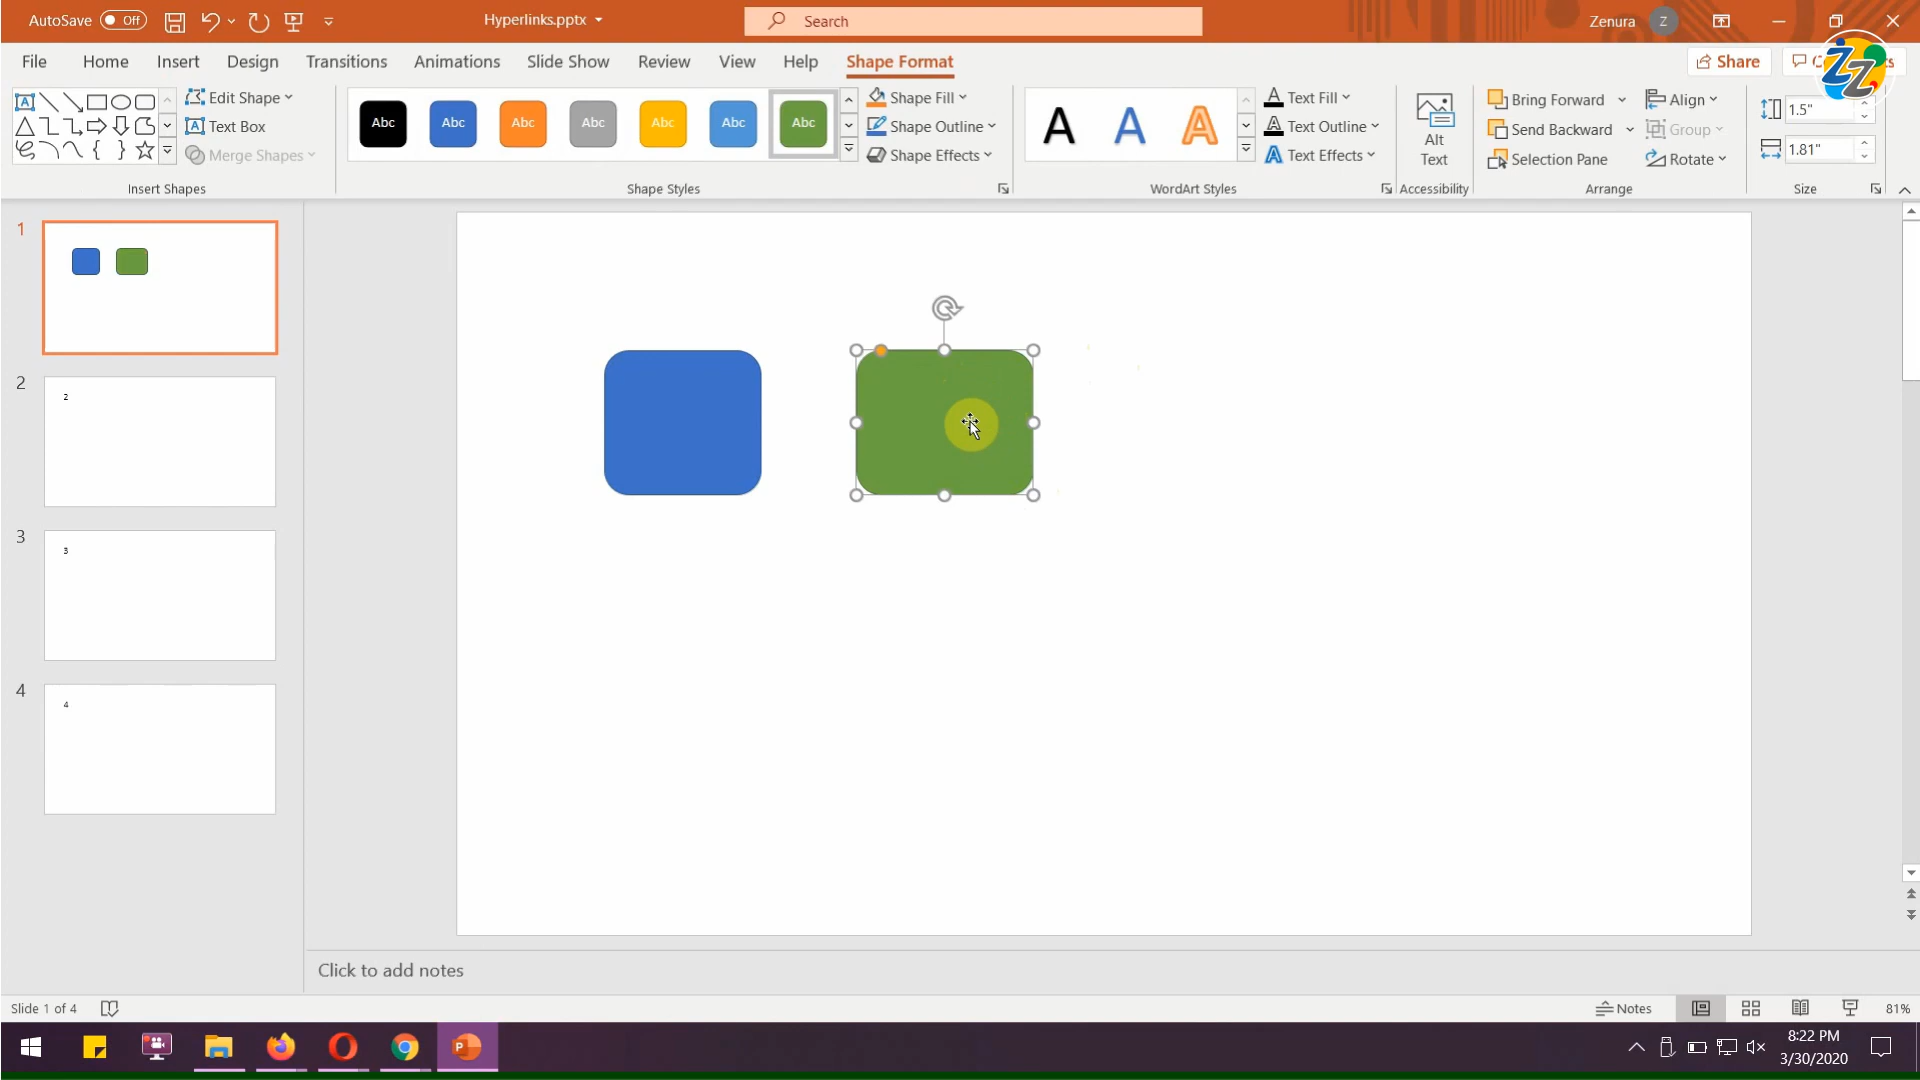 AutoSave Off
Hyperlinks.pptx
Search
Zenura Z
File Home Insert Design Transitions Animations Slide Show Review View Help Shape Format
Share
Edit Shape
Text Box
Merge Shapes
Insert Shapes
Abc Abc Abc Abc Abc Abc Abc
Shape Fill
Shape Outline
Shape Effects
Shape Styles
A A A
Text Fill
Text Outline
Text Effects
WordArt Styles
Alt
Text
Accessibility
Bring Forward
Send Backward
Selection Pane
Align
Group
Rotate
Arrange
1.5"
1.81"
Size
ZZ
1
2
2
3
3
4
4
Click to add notes
Slide 1 of 4
Notes
81%
8:22 PM
3/30/2020